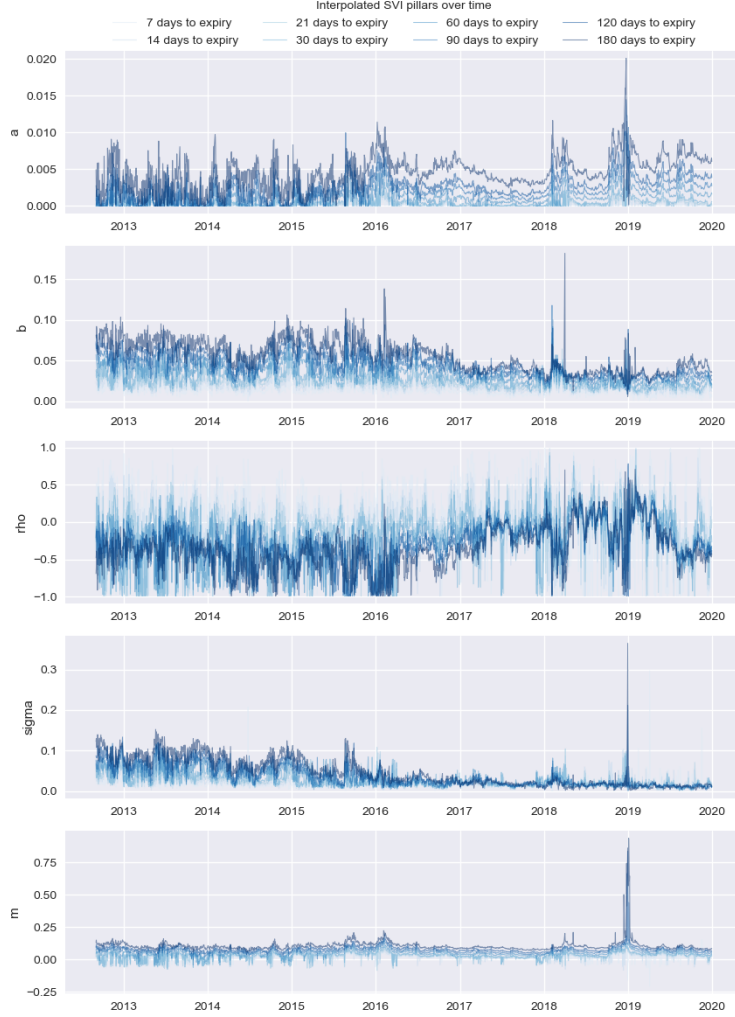 Interpolated SVI pillars over time
7 days to expiry 21 days to expiry 60 days to expiry 120 days to expiry
14 days to expiry 30 days to expiry 90 days to expiry 180 days to expiry
0.020
0.015
0.010
0.005
0.000
a
2013 2014 2015 2016 2017 2018 2019 2020
0.15
0.10
0.05
0.00
b
2013 2014 2015 2016 2017 2018 2019 2020
1.0
0.5
0.0
−0.5
−1.0
rho
2013 2014 2015 2016 2017 2018 2019 2020
0.3
0.2
0.1
0.0
sigma
2013 2014 2015 2016 2017 2018 2019 2020
0.75
0.50
0.25
0.00
−0.25
m
2013 2014 2015 2016 2017 2018 2019 2020